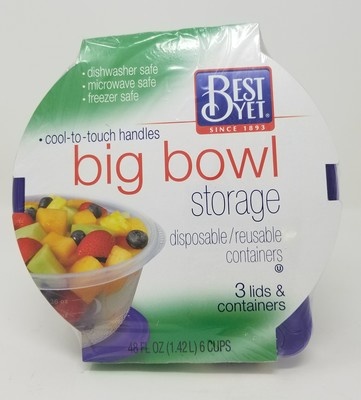 • dishwasher safe
• microwave safe
• freezer safe
BEST
YET®
SINCE 1893
• cool-to-touch handles
big bowl
storage
disposable/reusable
containers
U
3 lids &
containers
48 FL OZ (1.42 L) 6 CUPS